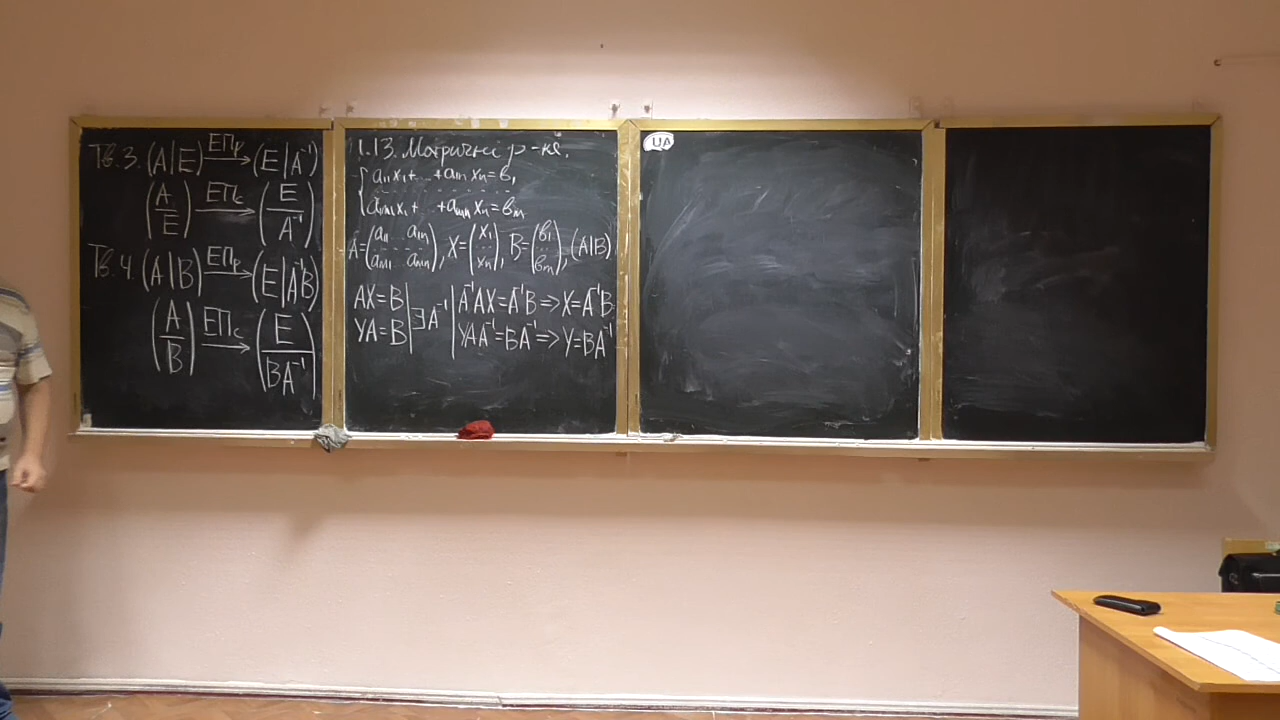 Тв.3. (A|E) ЕПр→ (E|A⁻¹)
(A/E) ЕПс→ (E/A⁻¹)
Тв.4. (A|B) ЕПр→ (E|A⁻¹B)
(A/B) ЕПс→ (E/BA⁻¹)
1.13. Матричні р-ня.
{a₁₁x₁+...+a₁ₙxₙ=b₁,
..........
aₘ₁x₁+...+aₘₙxₙ=bₘ.
A=(a₁₁ ... a₁ₙ ... aₘ₁ ... aₘₙ), X=(x₁ ... xₙ), B=(b₁ ... bₘ), (A|B).
AX=B | ∃A⁻¹ | A⁻¹AX=A⁻¹B => X=A⁻¹B
YA=B | YAA⁻¹=BA⁻¹ => Y=BA⁻¹
UA